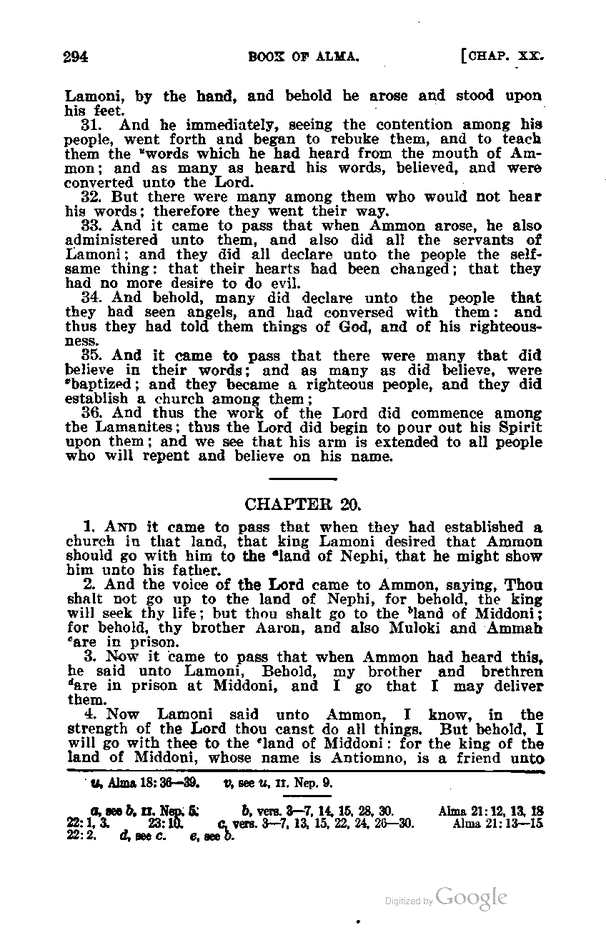 294 BOOK OF ALMA. [CHAP. XX.
Lamoni, by the hand, and behold he arose and stood upon
his feet.
31. And he immediately, seeing the contention among his
people, went forth and began to rebuke them, and to teach
them the ᵘwords which he had heard from the mouth of Am-
mon; and as many as heard his words, believed, and were
converted unto the Lord.
32. But there were many among them who would not hear
his words; therefore they went their way.
33. And it came to pass that when Ammon arose, he also
administered unto them, and also did all the servants of
Lamoni; and they did all declare unto the people the self-
same thing: that their hearts had been changed; that they
had no more desire to do evil.
34. And behold, many did declare unto the people that
they had seen angels, and had conversed with them: and
thus they had told them things of God, and of his righteous-
ness.
35. And it came to pass that there were many that did
believe in their words; and as many as did believe, were
ᵛbaptized; and they became a righteous people, and they did
establish a church among them;
36. And thus the work of the Lord did commence among
the Lamanites; thus the Lord did begin to pour out his Spirit
upon them; and we see that his arm is extended to all people
who will repent and believe on his name.
CHAPTER 20.
1. AND it came to pass that when they had established a
church in that land, that king Lamoni desired that Ammon
should go with him to the ᵃland of Nephi, that he might show
him unto his father.
2. And the voice of the Lord came to Ammon, saying, Thou
shalt not go up to the land of Nephi, for behold, the king
will seek thy life; but thou shalt go to the ᵇland of Middoni;
for behold, thy brother Aaron, and also Muloki and Ammah
ᶜare in prison.
3. Now it came to pass that when Ammon had heard this,
he said unto Lamoni, Behold, my brother and brethren
ᵈare in prison at Middoni, and I go that I may deliver
them.
4. Now Lamoni said unto Ammon, I know, in the
strength of the Lord thou canst do all things. But behold, I
will go with thee to the ᵉland of Middoni: for the king of the
land of Middoni, whose name is Antiomno, is a friend unto
u, Alma 18:36—39. v, see u, II. Nep. 9.
a, see b, II. Nep. 5. b, vers. 3—7, 14, 15, 28, 30. Alma 21:12, 13, 18
22:1, 3. 23:10. c, vers. 3—7, 13, 15, 22, 24, 26—30. Alma 21:13—15
22:2. d, see c. e, see b.
Digitized by Google